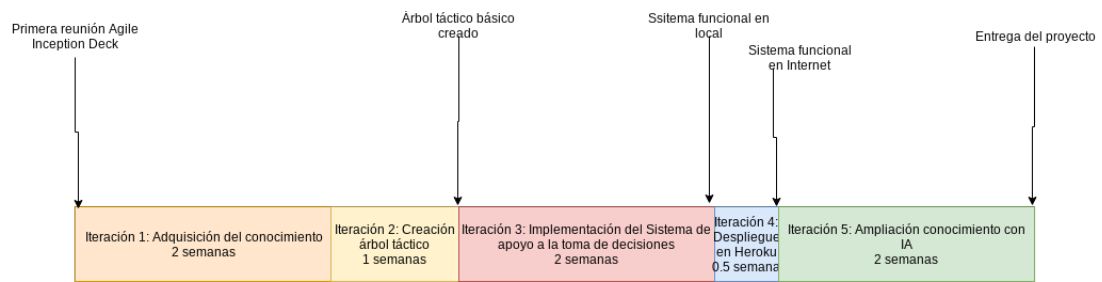 Primera reunión Agile
Inception Deck
Árbol táctico básico
creado
Ssitema funcional en
local
Sistema funcional
en Internet
Entrega del proyecto
Iteración 1: Adquisición del conocimiento
2 semanas
Iteración 2: Creación
árbol táctico
1 semanas
Iteración 3: Implementación del Sistema de
apoyo a la toma de decisiones
2 semanas
Iteración 4:
Despliegue
en Heroku
0.5 semana
Iteración 5: Ampliación conocimiento con
IA
2 semanas